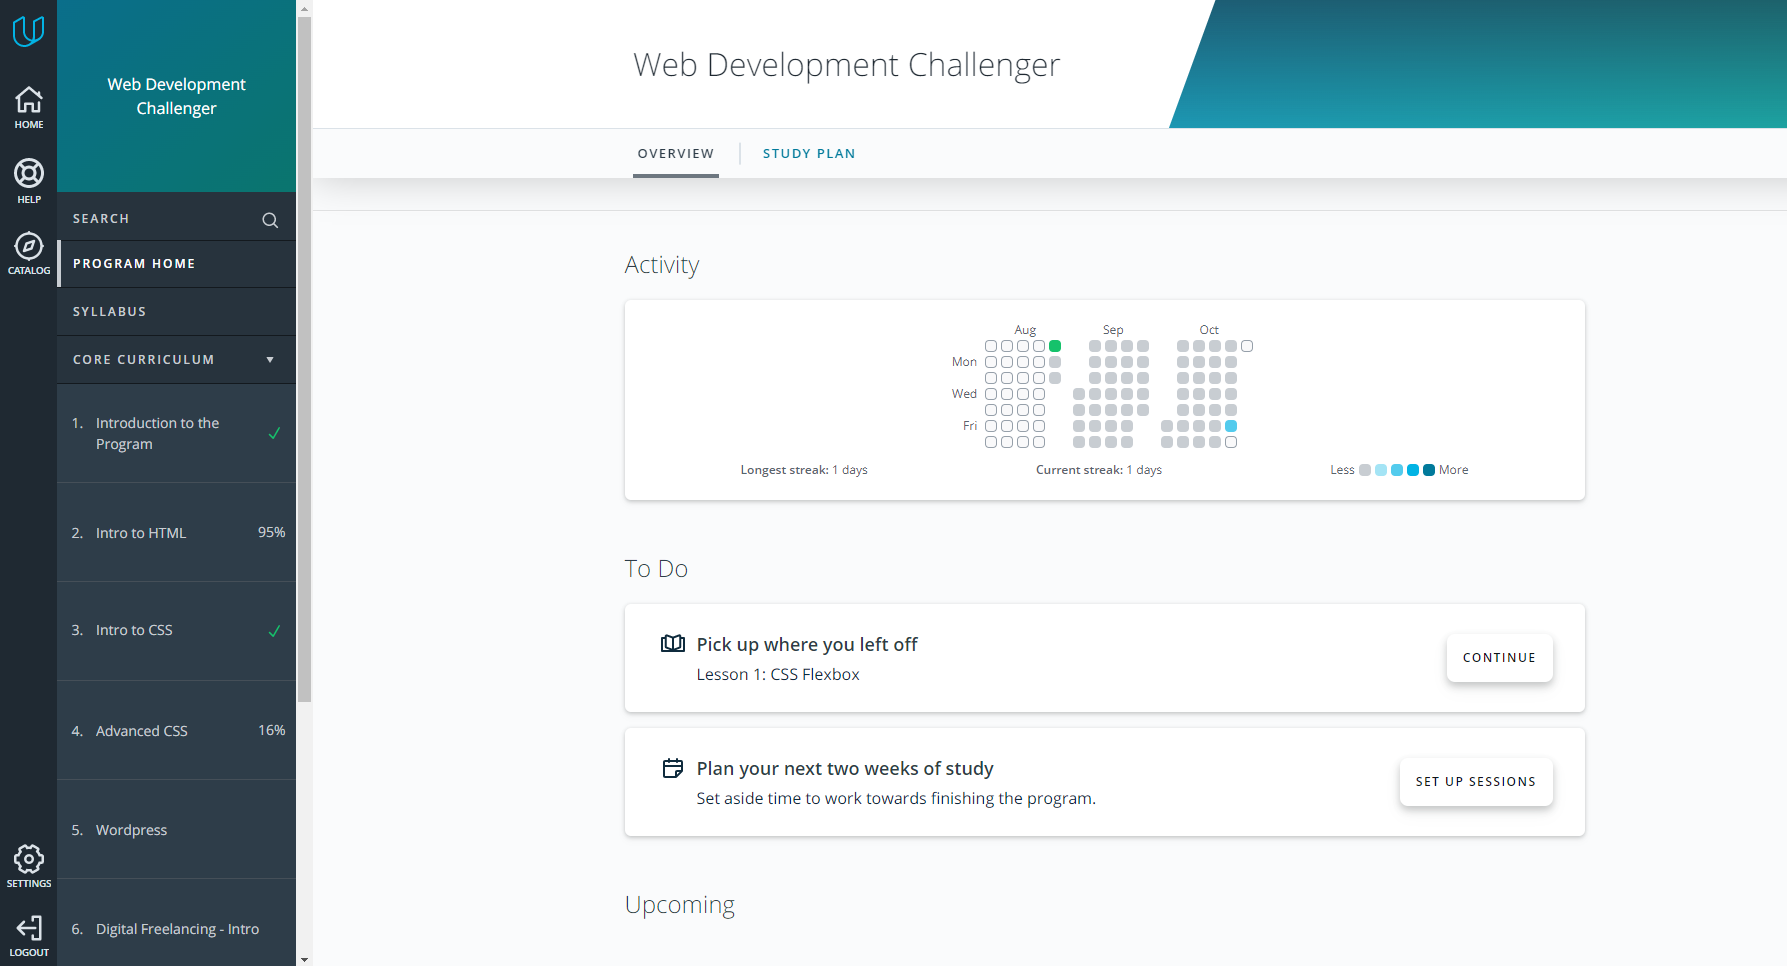 HOME
HELP
CATALOG
SETTINGS
LOGOUT
Web Development
Challenger
SEARCH
PROGRAM HOME
SYLLABUS
CORE CURRICULUM
1. Introduction to the
Program
2. Intro to HTML 95%
3. Intro to CSS
4. Advanced CSS 16%
5. Wordpress
6. Digital Freelancing - Intro
Web Development Challenger
OVERVIEW STUDY PLAN
Activity
Aug Sep Oct
Mon
Wed
Fri
Longest streak: 1 days Current streak: 1 days Less More
To Do
Pick up where you left off
Lesson 1: CSS Flexbox
CONTINUE
Plan your next two weeks of study
Set aside time to work towards finishing the program.
SET UP SESSIONS
Upcoming